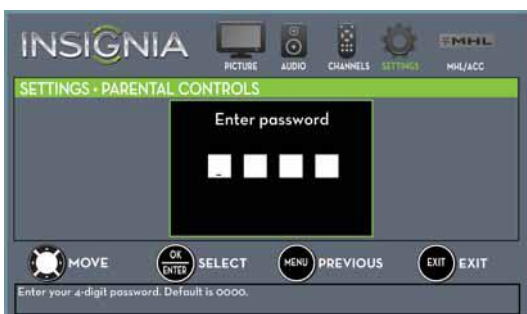 INSIGNIA
PICTURE AUDIO CHANNELS SETTINGS MHL MHL/ACC
SETTINGS · PARENTAL CONTROLS
Enter password
MOVE OK ENTER SELECT MENU PREVIOUS EXIT EXIT
Enter your 4-digit password. Default is 0000.